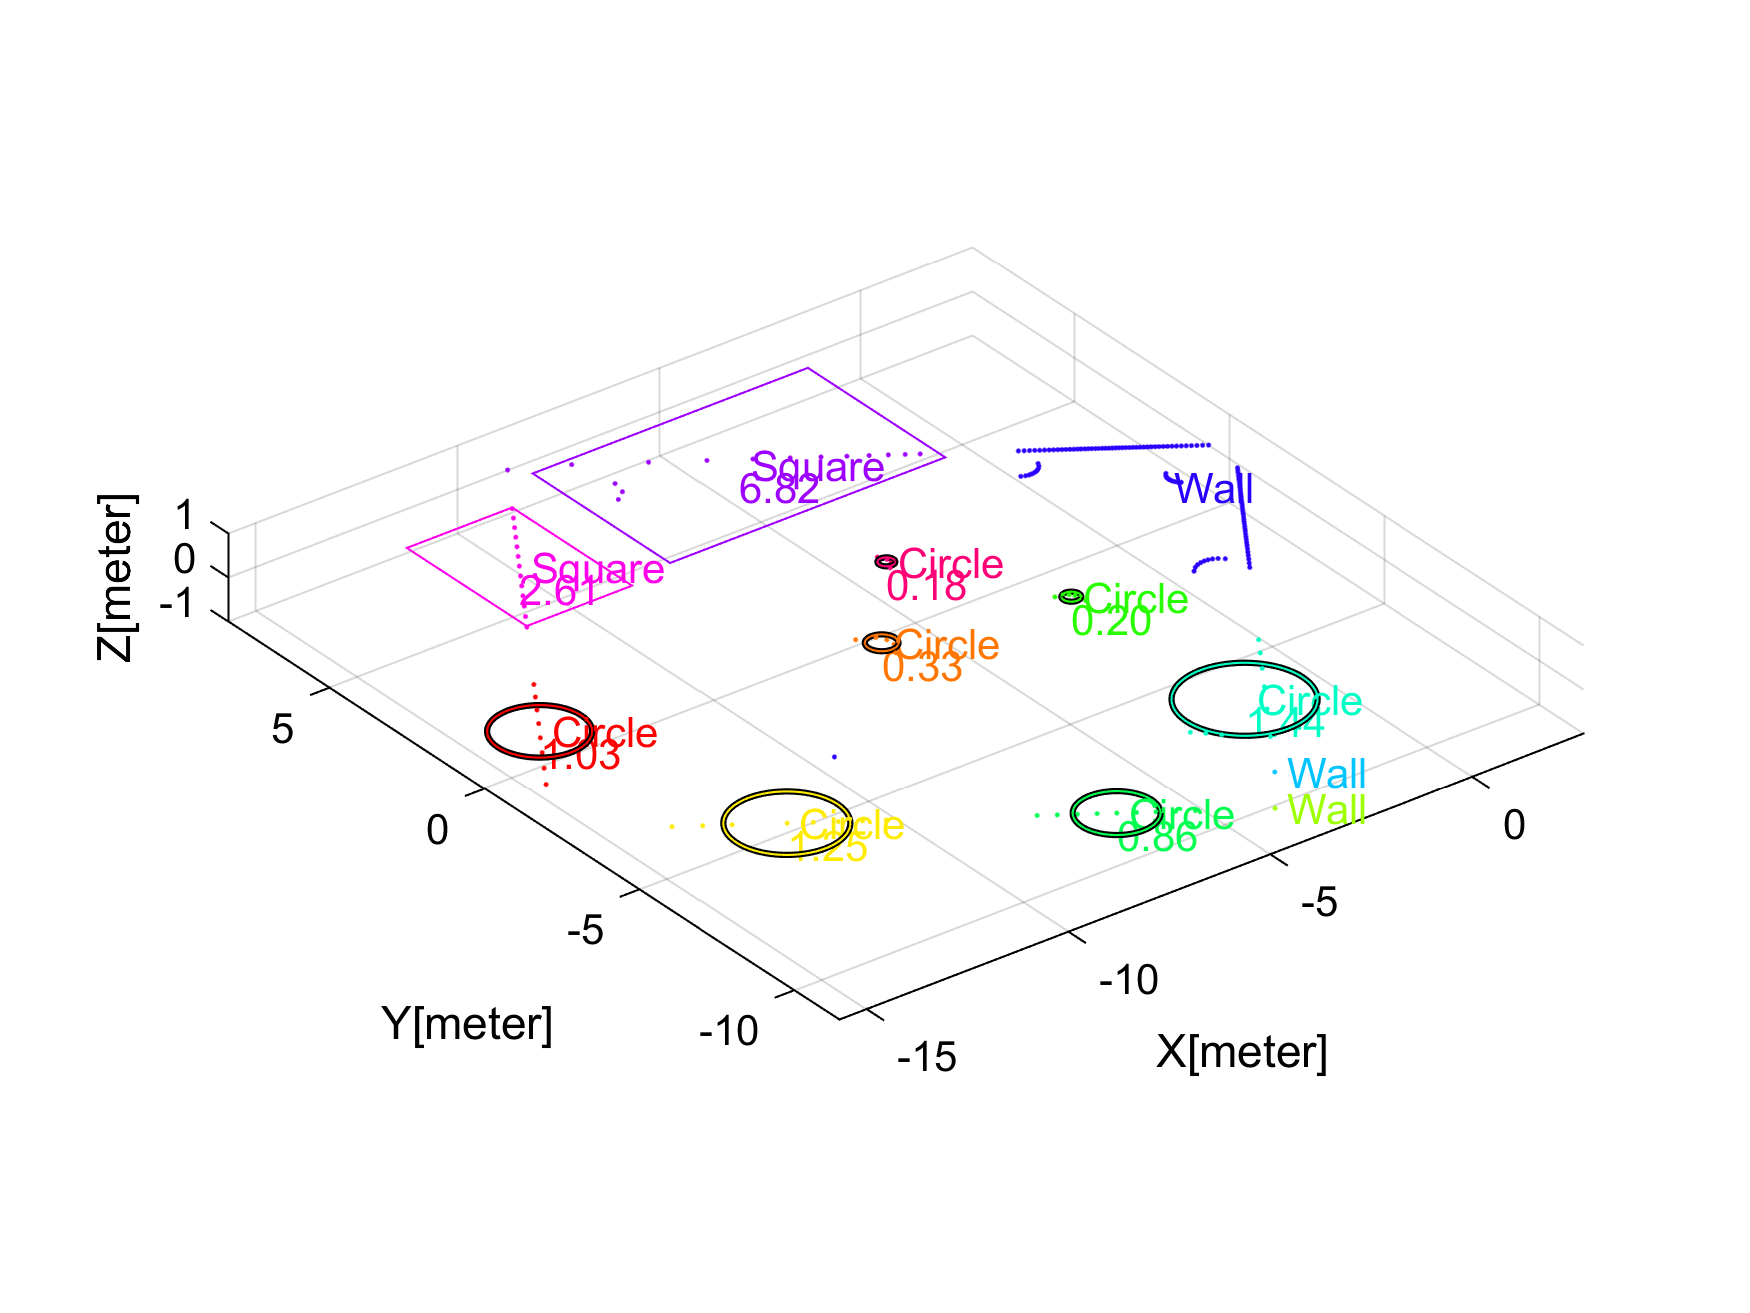 1
0
-1
Z[meter]
Square
6.82
Wall
Square
2.61
Circle
0.18
Circle
0.20
Circle
0.33
Circle
1.44
Circle
1.03
Wall
Wall
Circle
1.25
Circle
0.86
5
0
-5
-10
Y[meter]
0
-5
-10
-15
X[meter]